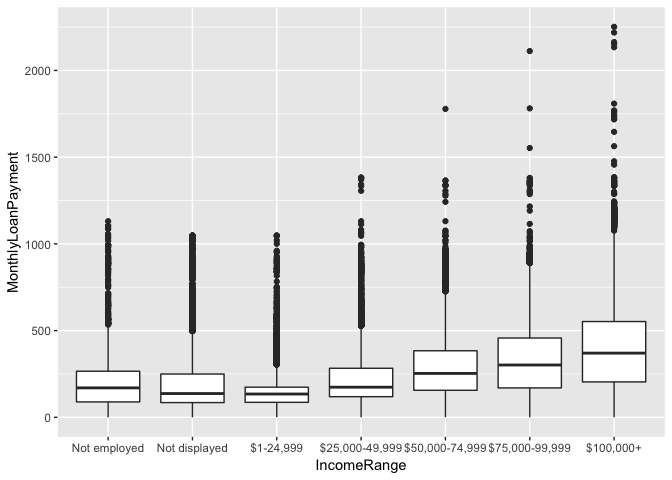 2000
1500
1000
500
0
MonthlyLoanPayment
Not employed Not displayed $1-24,999 $25,000-49,999 $50,000-74,999 $75,000-99,999 $100,000+
IncomeRange